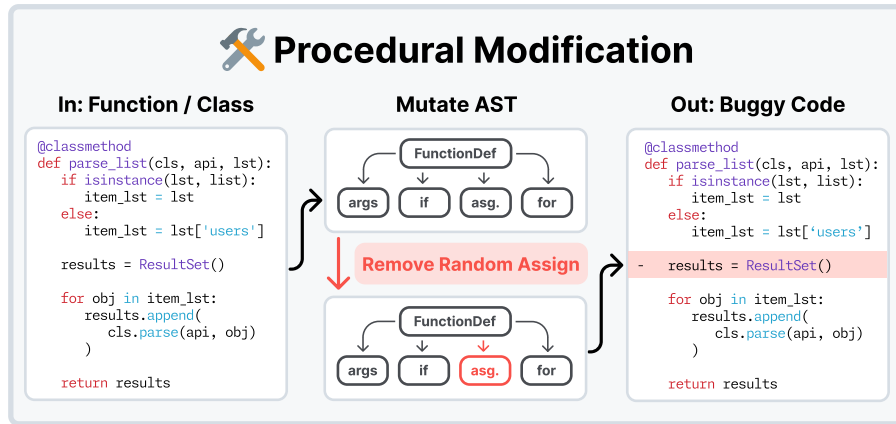 Procedural Modification
In: Function / Class
@classmethod
def parse_list(cls, api, lst):
if isinstance(lst, list):
item_lst = lst
else:
item_lst = lst['users']
results = ResultSet()
for obj in item_lst:
results.append(
cls.parse(api, obj)
)
return results
Mutate AST
FunctionDef
args if asg. for
Remove Random Assign
FunctionDef
args if asg. for
Out: Buggy Code
@classmethod
def parse_list(cls, api, lst):
if isinstance(lst, list):
item_lst = lst
else:
item_lst = lst[‘users’]
- results = ResultSet()
for obj in item_lst:
results.append(
cls.parse(api, obj)
)
return results